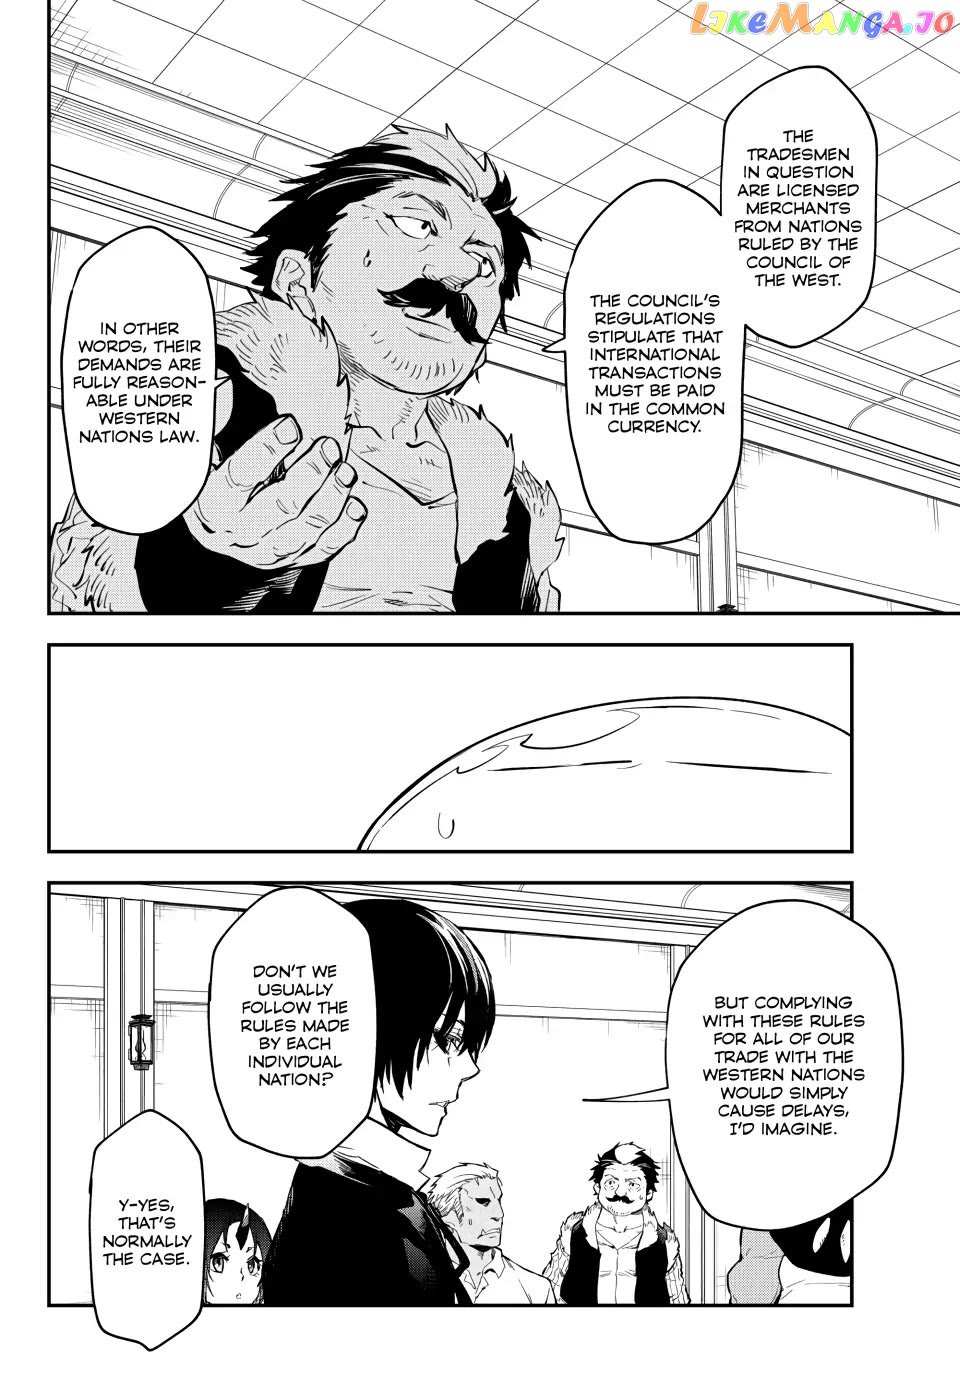 LIKEMANGA.IO
THE
TRADESMEN
IN QUESTION
ARE LICENSED
MERCHANTS
FROM NATIONS
RULED BY THE
COUNCIL OF
THE WEST.
THE COUNCIL'S
REGULATIONS
STIPULATE THAT
INTERNATIONAL
TRANSACTIONS
MUST BE PAID
IN THE COMMON
CURRENCY.
IN OTHER
WORDS, THEIR
DEMANDS ARE
FULLY REASON-
ABLE UNDER
WESTERN
NATIONS LAW.
BUT COMPLYING
WITH THESE RULES
FOR ALL OF OUR
TRADE WITH THE
WESTERN NATIONS
WOULD SIMPLY
CAUSE DELAYS,
I'D IMAGINE.
DON'T WE
USUALLY
FOLLOW THE
RULES MADE
BY EACH
INDIVIDUAL
NATION?
Y-YES,
THAT'S
NORMALLY
THE CASE.